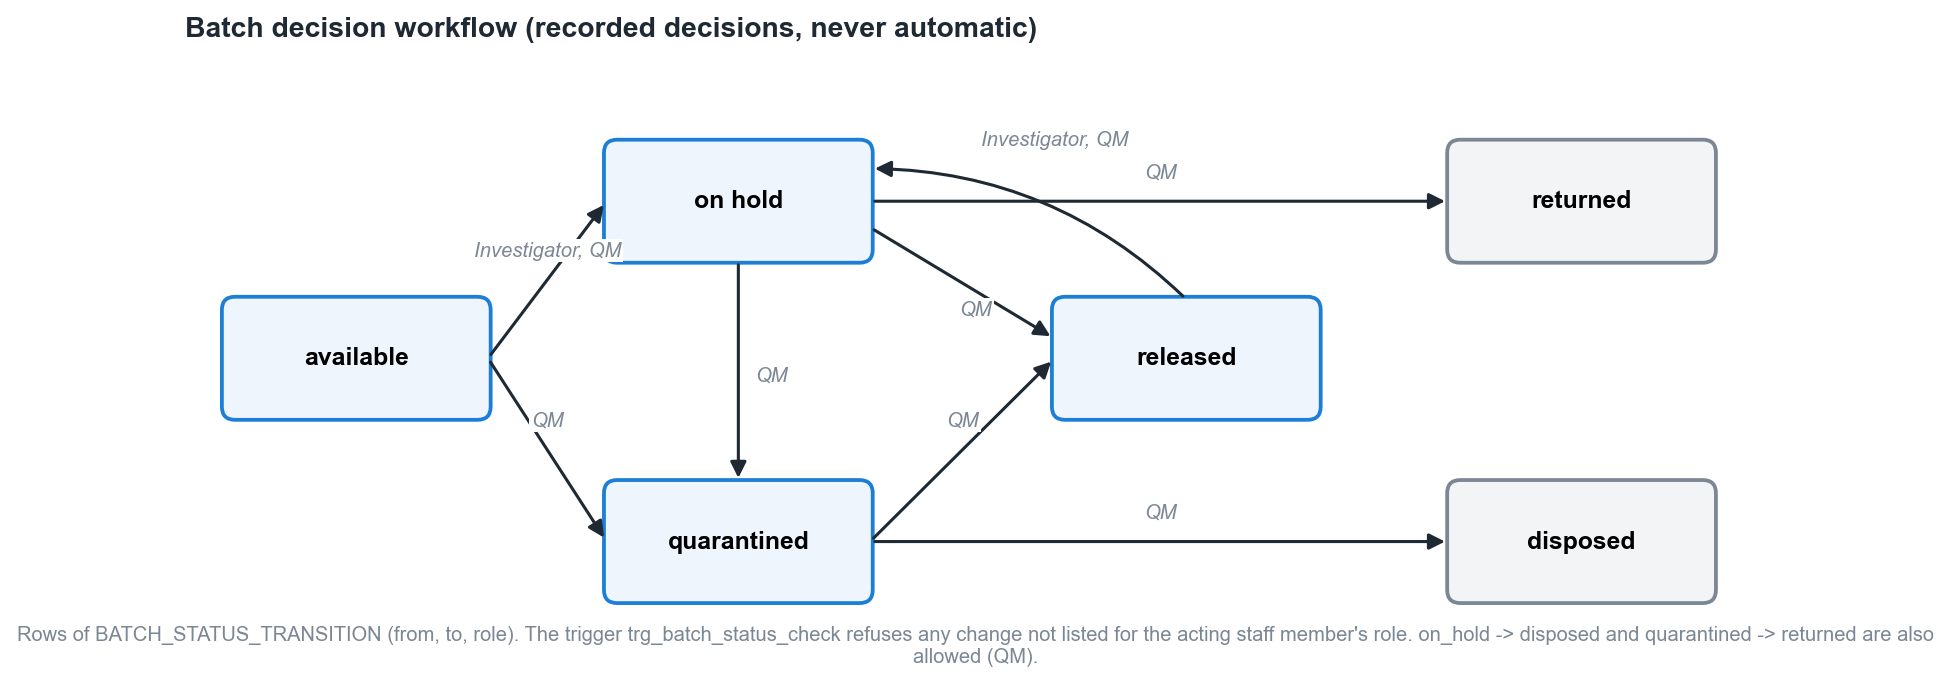 Batch decision workflow (recorded decisions, never automatic)
Investigator, QM
QM
on hold
returned
Investigator, QM
QM
available
released
QM
QM
QM
QM
quarantined
disposed
Rows of BATCH_STATUS_TRANSITION (from, to, role). The trigger trg_batch_status_check refuses any change not listed for the acting staff member's role. on_hold -> disposed and quarantined -> returned are also
allowed (QM).